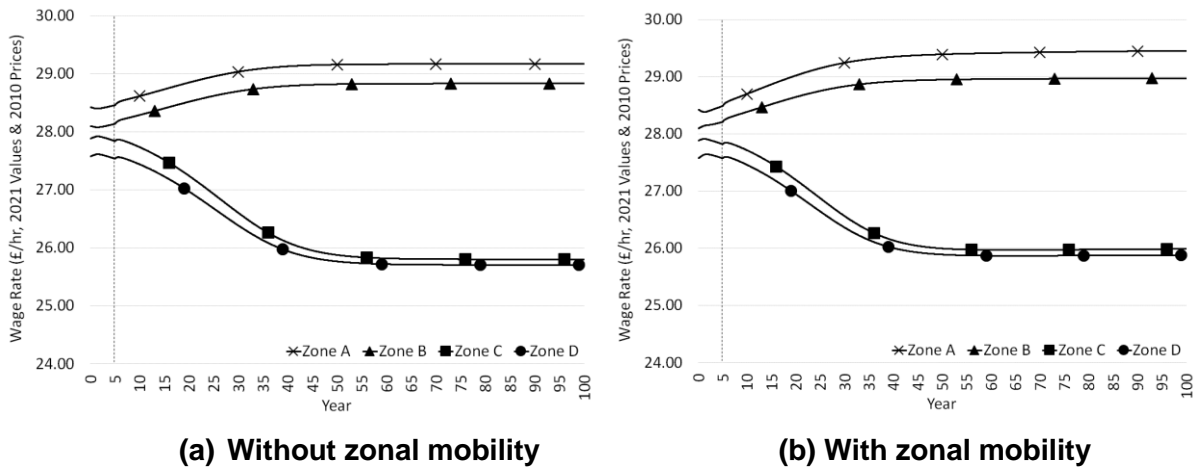 Wage Rate (£/hr, 2021 Values & 2010 Prices)
30.00
29.00
28.00
27.00
26.00
25.00
24.00
Zone A Zone B Zone C Zone D
0 5 10 15 20 25 30 35 40 45 50 55 60 65 70 75 80 85 90 95 100
Year
(a) Without zonal mobility
Wage Rate (£/hr, 2021 Values & 2010 Prices)
30.00
29.00
28.00
27.00
26.00
25.00
24.00
Zone A Zone B Zone C Zone D
0 5 10 15 20 25 30 35 40 45 50 55 60 65 70 75 80 85 90 95 100
Year
(b) With zonal mobility